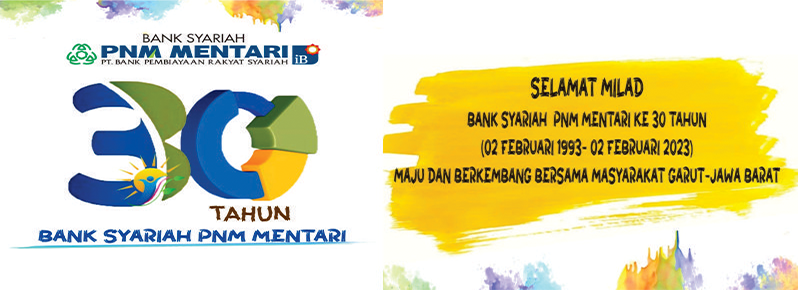 BANK SYARIAH
PNM MENTARI iB
PT. BANK PEMBIAYAAN RAKYAT SYARIAH
30
TAHUN
BANK SYARIAH PNM MENTARI
SELAMAT MILAD
BANK SYARIAH PNM MENTARI KE 30 TAHUN
(02 FEBRUARI 1993- 02 FEBRUARI 2023)
MAJU DAN BERKEMBANG BERSAMA MASYARAKAT GARUT-JAWA BARAT